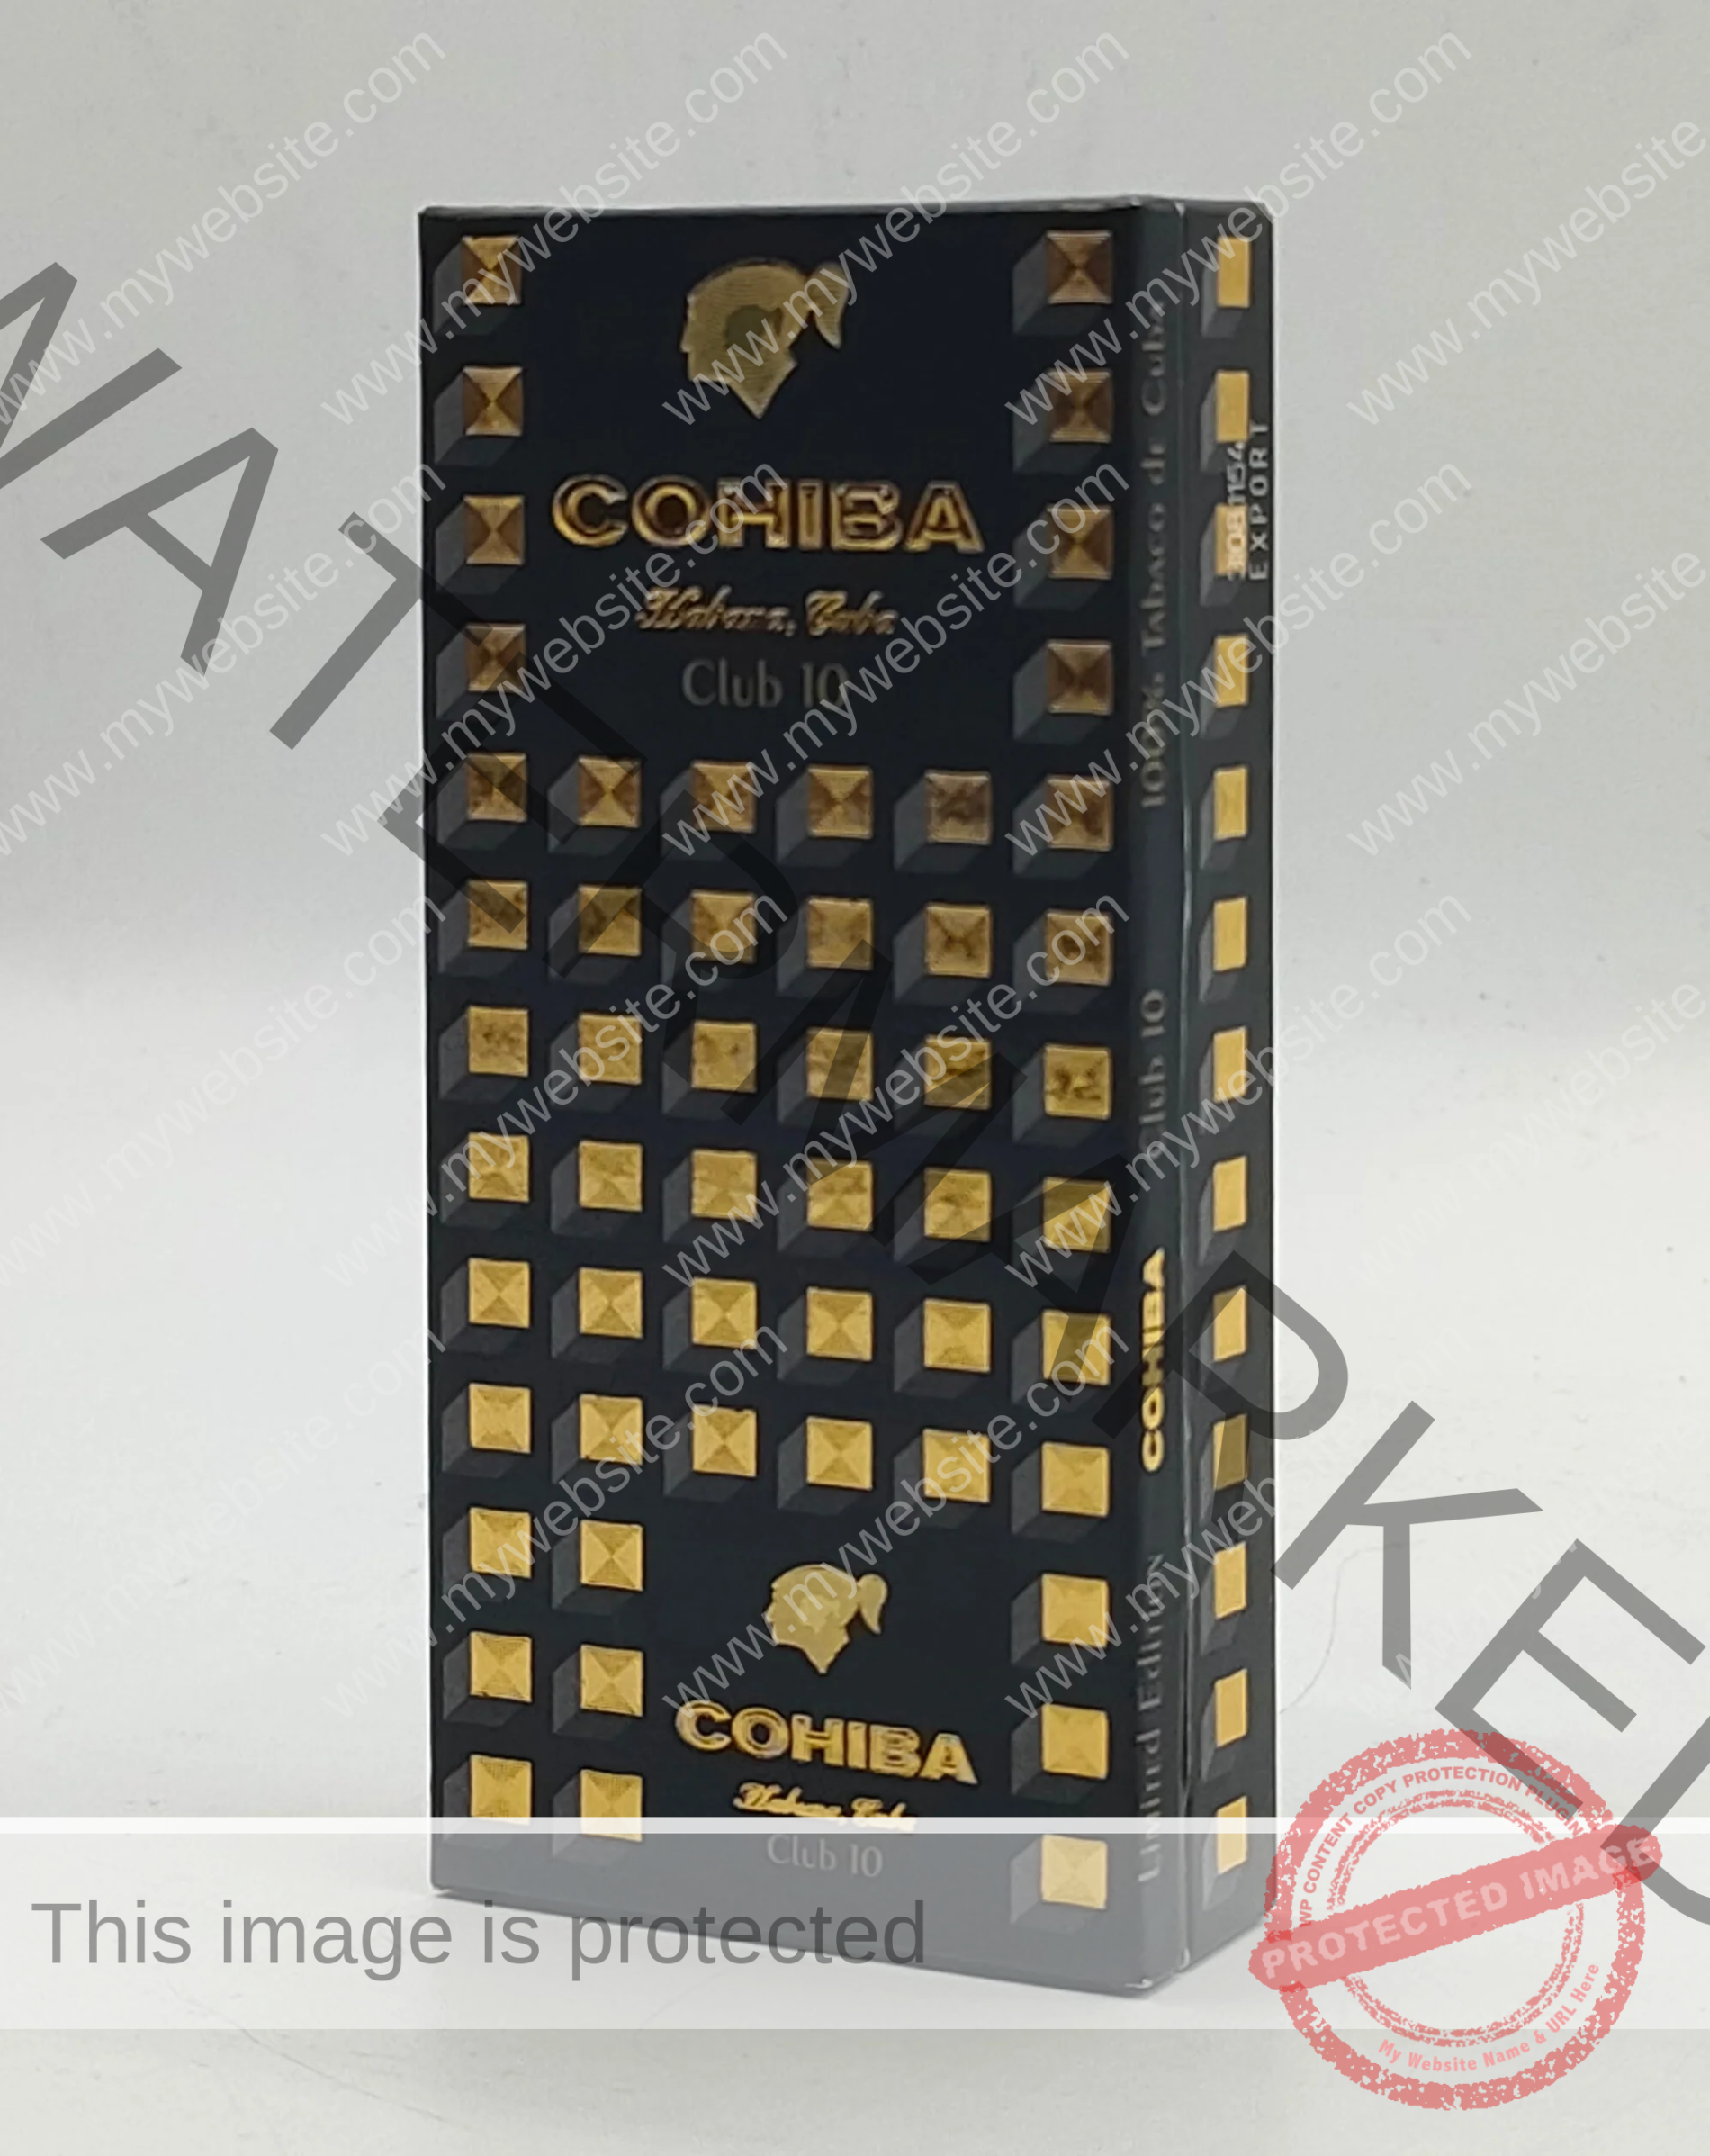 COHIBA
Habana, Cuba
Club 10
COHIBA
Habana, Cuba
Club 10
Limited Edition COHIBA Club 10 100% Tabaco de Cuba
EXPORT
WATERMARKED
www.mywebsite.com
This image is protected
WP CONTENT COPY PROTECTION PLUGIN
PROTECTED IMAGE
My Website Name & URL Here